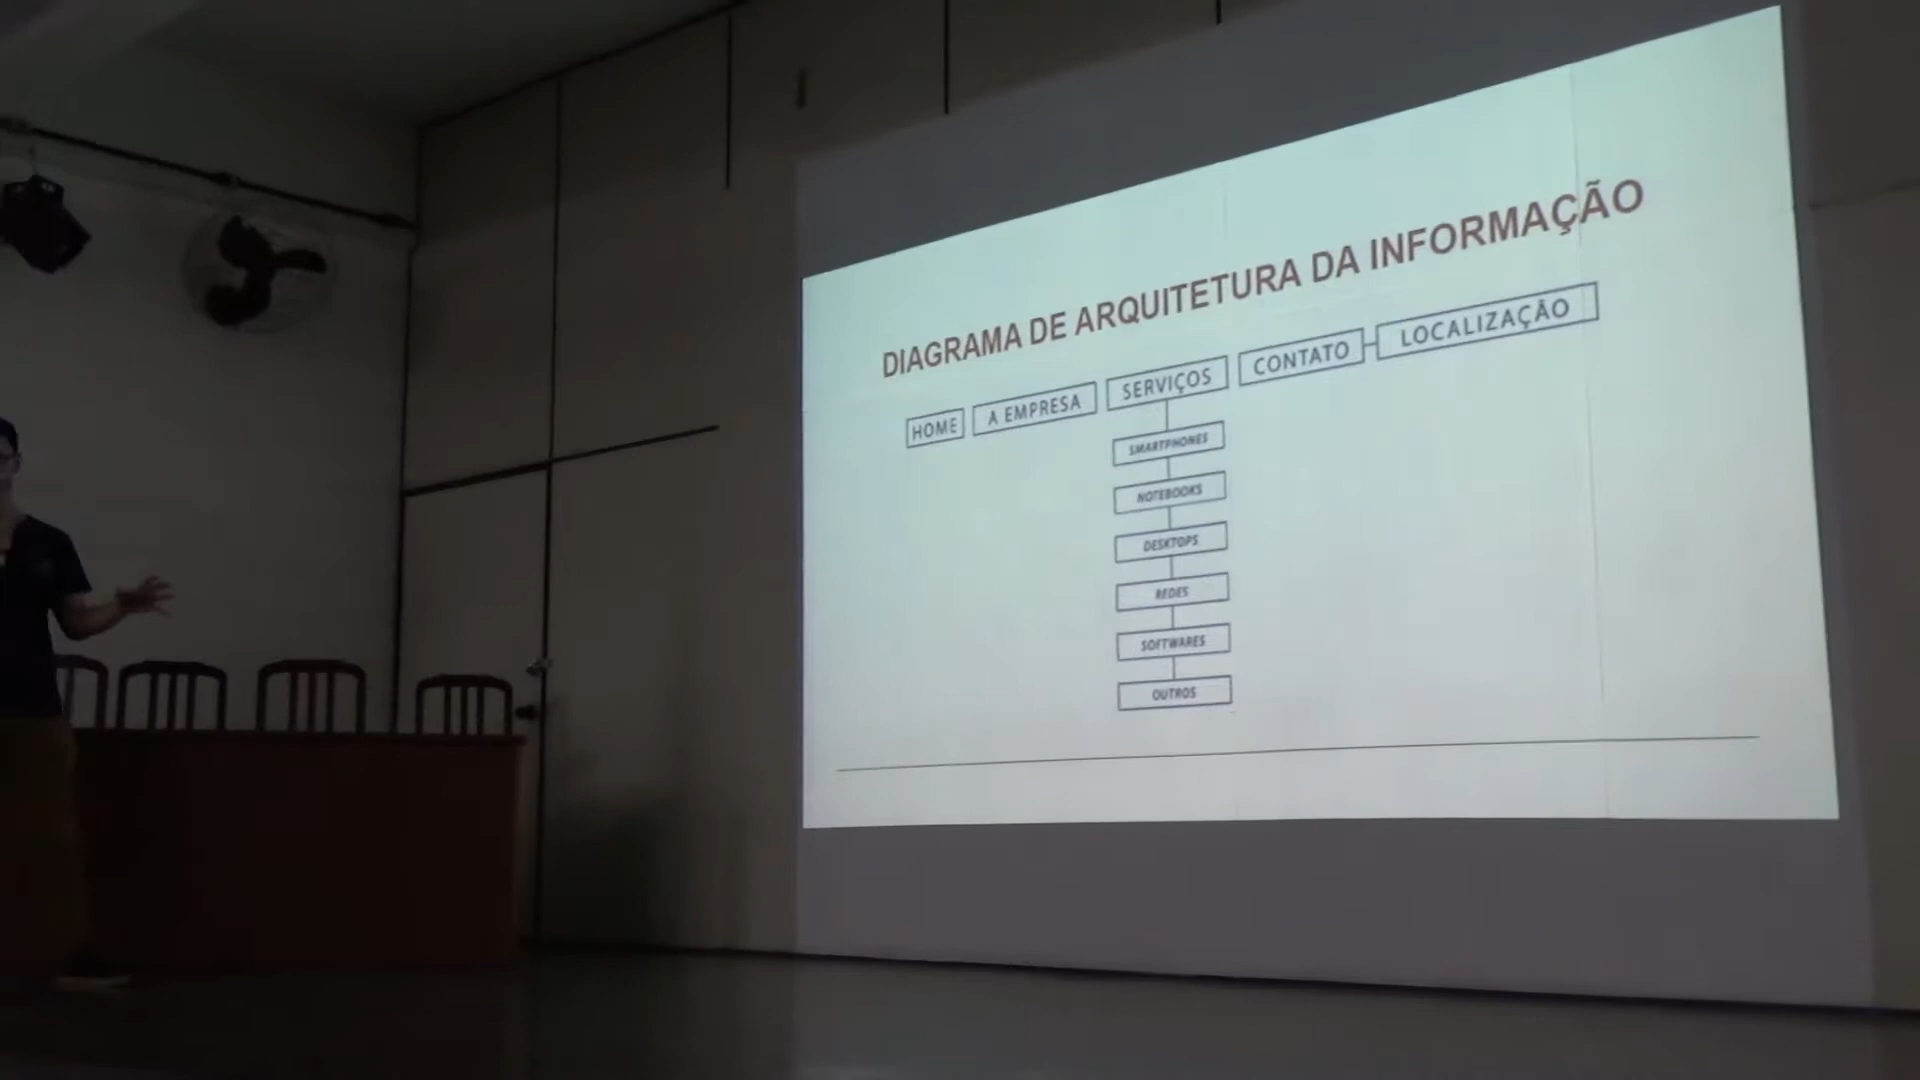 DIAGRAMA DE ARQUITETURA DA INFORMAÇÃO
HOME A EMPRESA SERVIÇOS CONTATO LOCALIZAÇÃO
SMARTPHONES
NOTEBOOKS
DESKTOPS
REDES
SOFTWARES
OUTROS